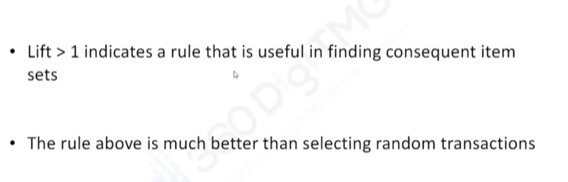 • Lift > 1 indicates a rule that is useful in finding consequent item
sets
• The rule above is much better than selecting random transactions
360DigiTMG